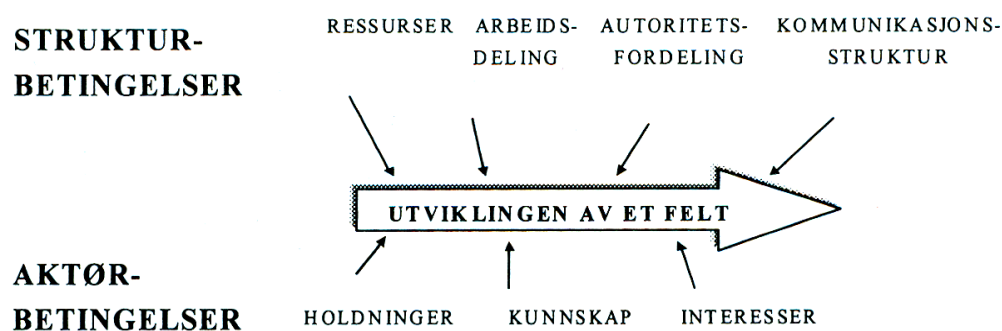 STRUKTUR-
BETINGELSER
RESSURSER
ARBEIDS-
DELING
AUTORITETS-
FORDELING
KOMMUNIKASJONS-
STRUKTUR
UTVIKLINGEN AV ET FELT
AKTØR-
BETINGELSER
HOLDNINGER
KUNNSKAP
INTERESSER